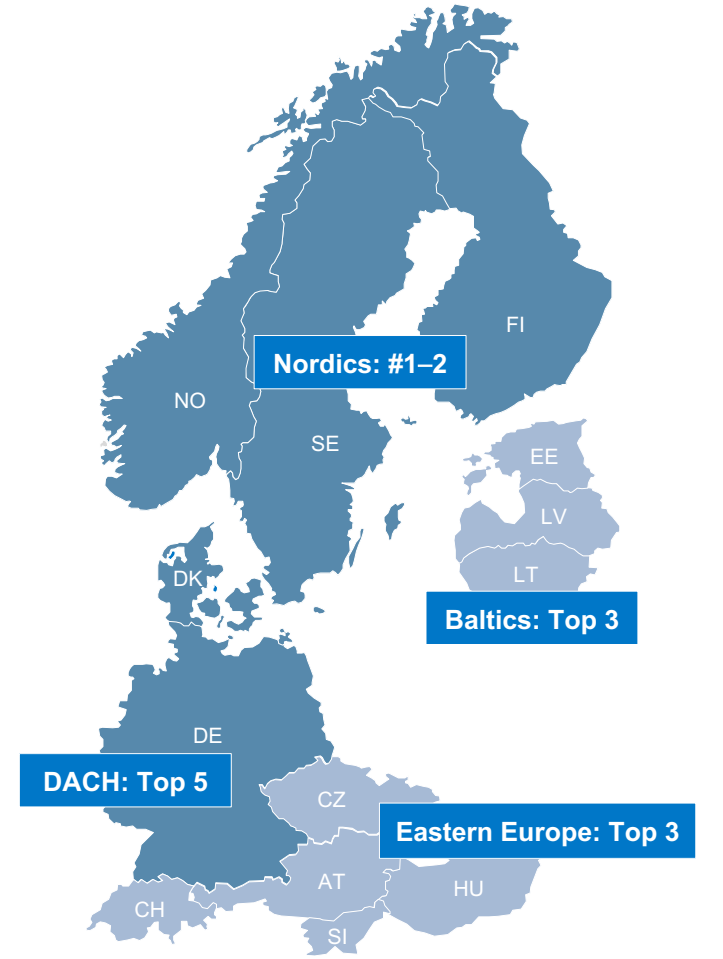 FI
Nordics: #1–2
NO
SE
EE
LV
LT
DK
Baltics: Top 3
DE
DACH: Top 5
CZ
Eastern Europe: Top 3
AT
HU
CH
SI